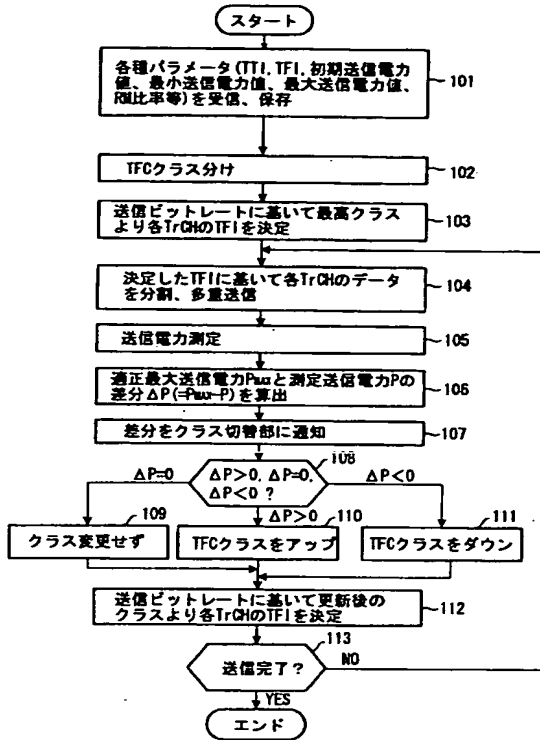 スタート
各種パラメータ(TTI, TFI, 初期送信電力
値、最小送信電力値、最大送信電力値、
RM比率等)を受信、保存
101
TFCクラス分け
102
送信ビットレートに基いて最高クラス
より各TrCHのTFIを決定
103
決定したTFIに基いて各TrCHのデータ
を分割、多重送信
104
送信電力測定
105
適正最大送信電力Pmaxと測定送信電力Pの
差分ΔP(=Pmax-P)を算出
106
差分をクラス切替部に通知
107
108
ΔP>0, ΔP=0,
ΔP<0 ?
ΔP=0
ΔP<0
ΔP>0
109
クラス変更せず
110
TFCクラスをアップ
111
TFCクラスをダウン
送信ビットレートに基いて更新後の
クラスより各TrCHのTFIを決定
112
113
送信完了?
NO
YES
エンド